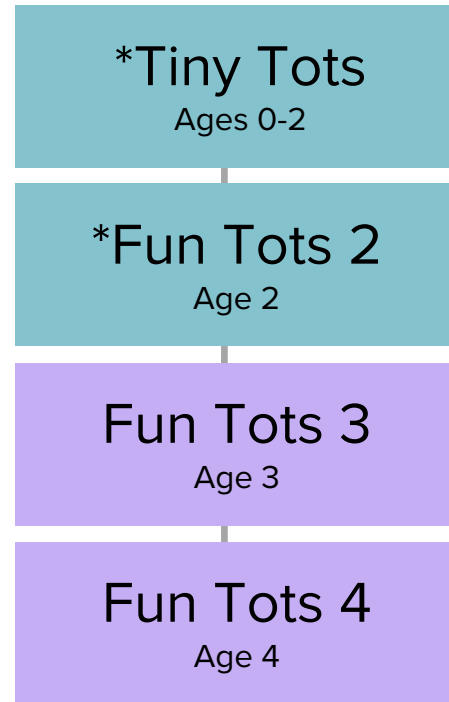 *Tiny Tots
Ages 0-2
*Fun Tots 2
Age 2
Fun Tots 3
Age 3
Fun Tots 4
Age 4